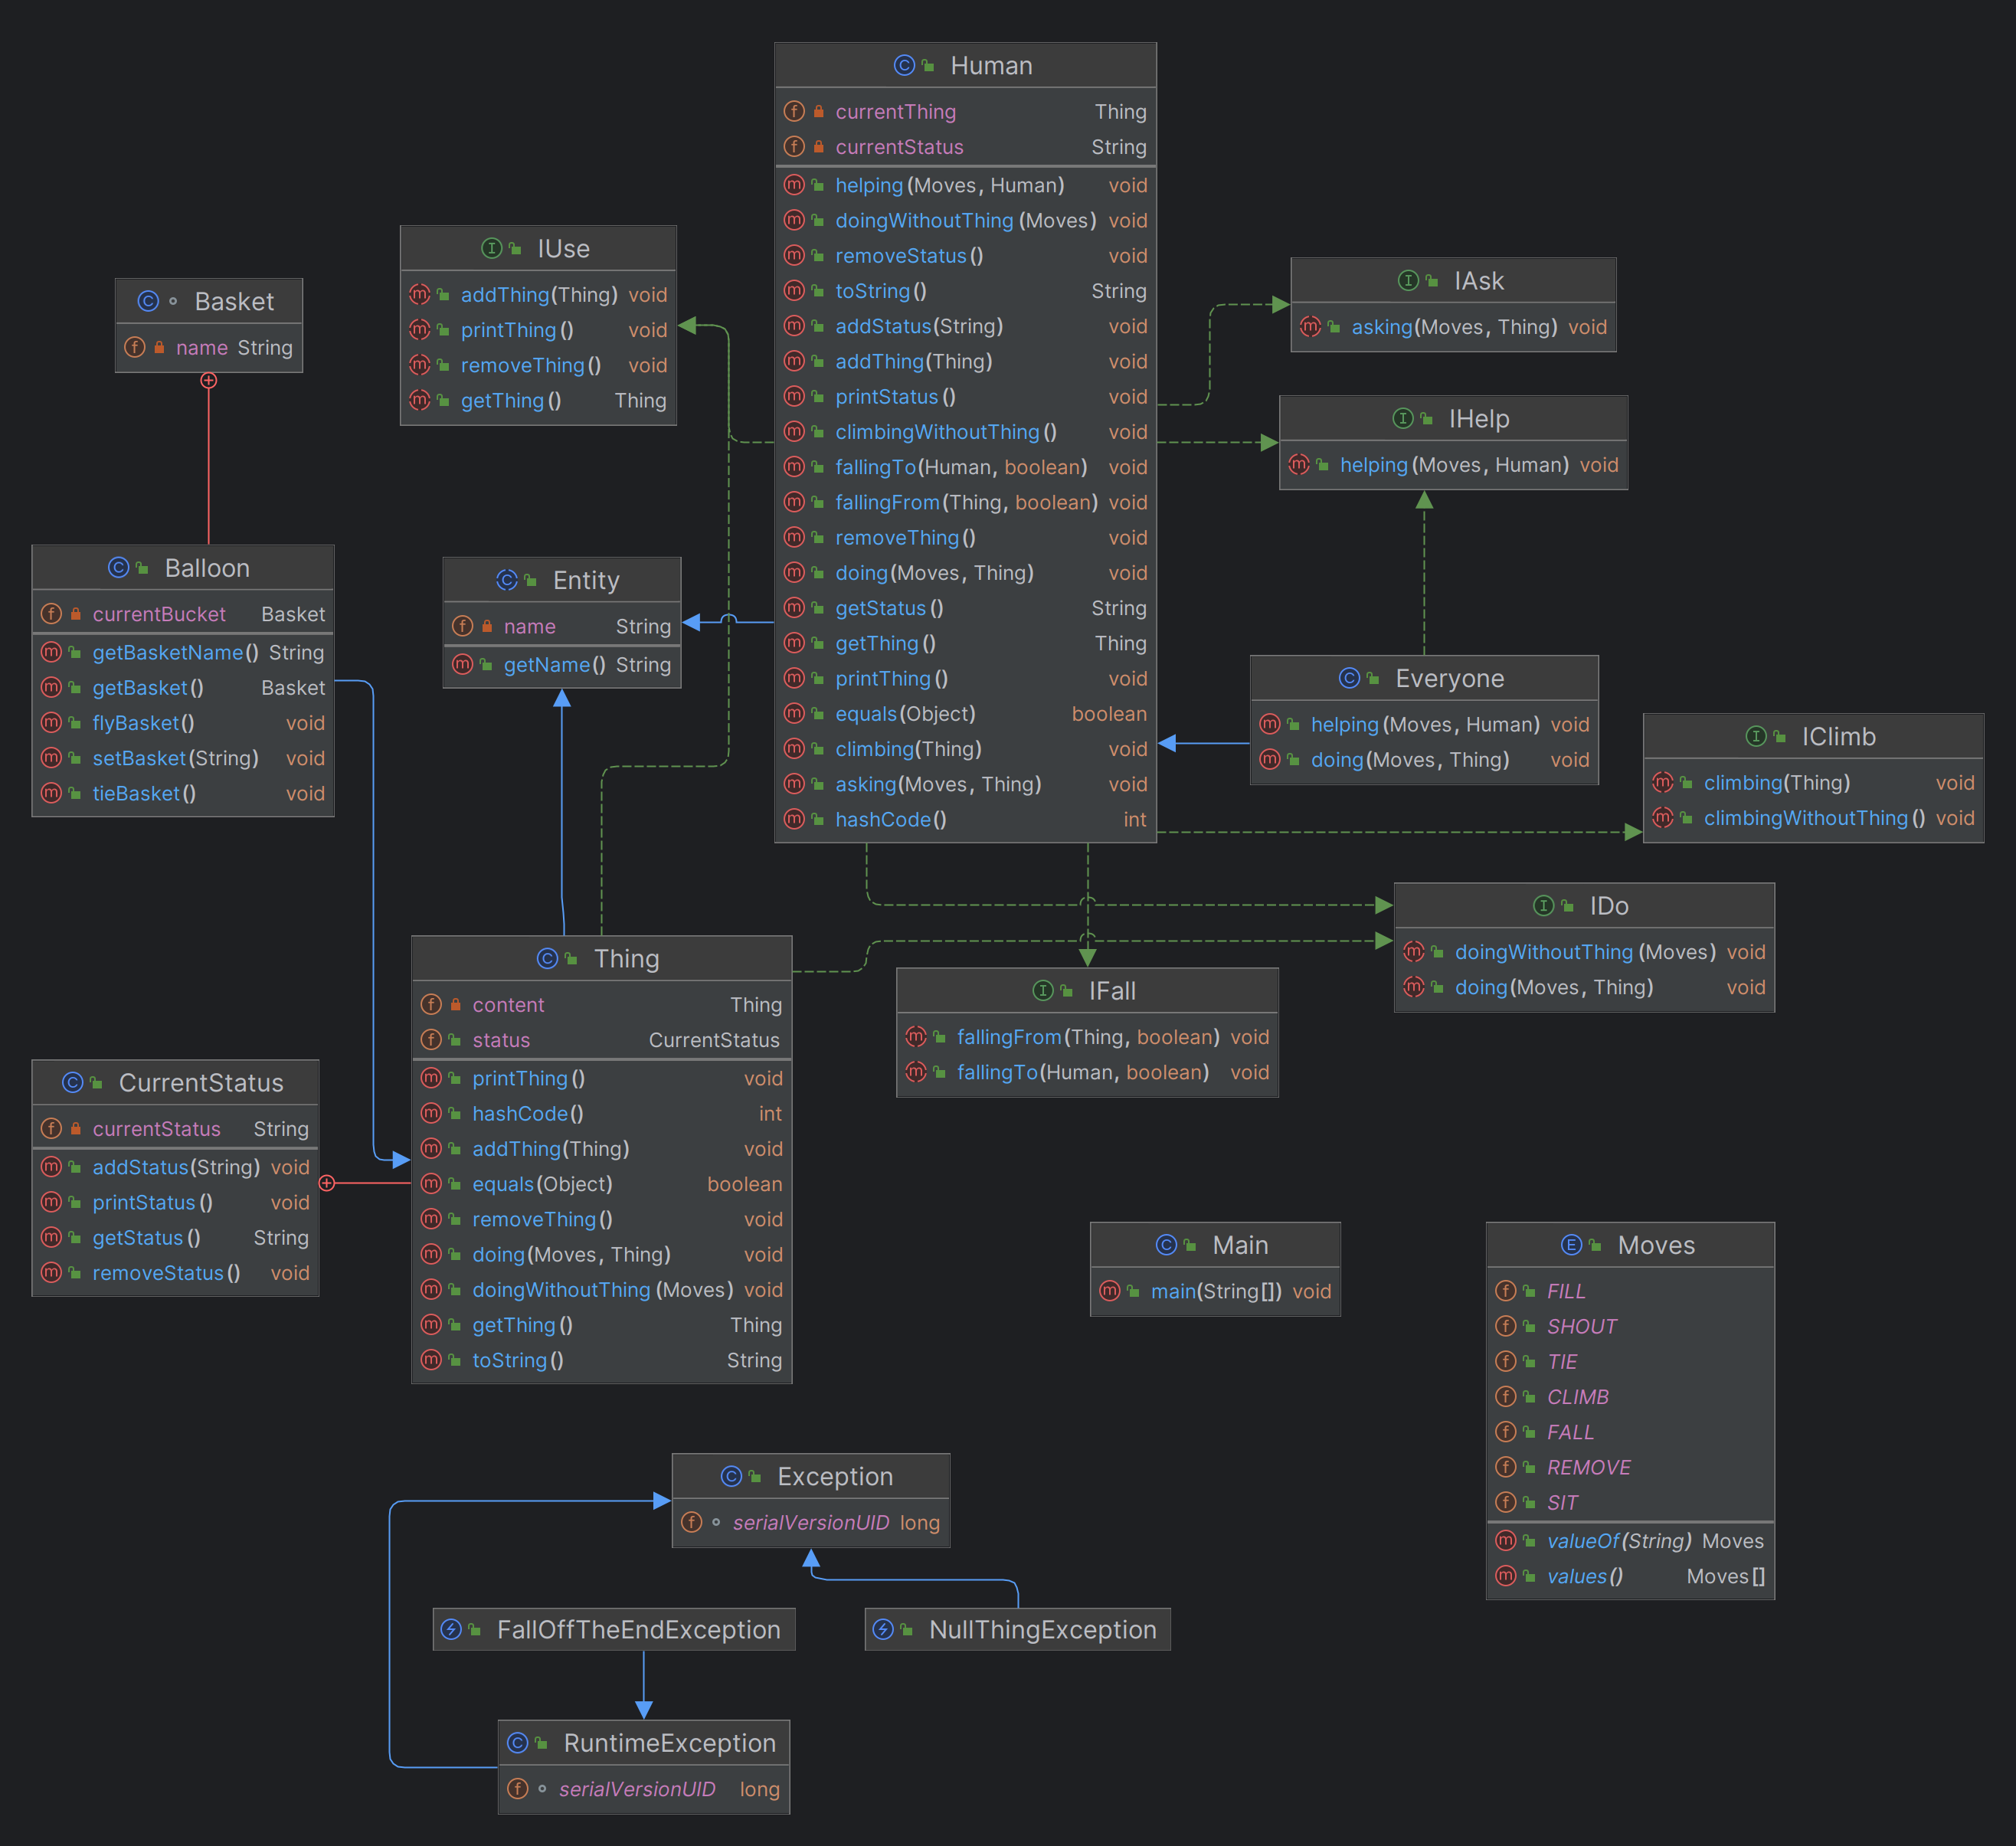 Human
currentThing Thing
currentStatus String
helping(Moves, Human) void
doingWithoutThing(Moves) void
removeStatus() void
toString() String
addStatus(String) void
addThing(Thing) void
printStatus() void
climbingWithoutThing() void
fallingTo(Human, boolean) void
fallingFrom(Thing, boolean) void
removeThing() void
doing(Moves, Thing) void
getStatus() String
getThing() Thing
printThing() void
equals(Object) boolean
climbing(Thing) void
asking(Moves, Thing) void
hashCode() int
IUse
addThing(Thing) void
printThing() void
removeThing() void
getThing() Thing
IAsk
asking(Moves, Thing) void
Basket
name String
IHelp
helping(Moves, Human) void
Balloon
currentBucket Basket
getBasketName() String
getBasket() Basket
flyBasket() void
setBasket(String) void
tieBasket() void
Entity
name String
getName() String
Everyone
helping(Moves, Human) void
doing(Moves, Thing) void
IClimb
climbing(Thing) void
climbingWithoutThing() void
IDo
doingWithoutThing(Moves) void
doing(Moves, Thing) void
Thing
content Thing
status CurrentStatus
printThing() void
hashCode() int
addThing(Thing) void
equals(Object) boolean
removeThing() void
doing(Moves, Thing) void
doingWithoutThing(Moves) void
getThing() Thing
toString() String
IFall
fallingFrom(Thing, boolean) void
fallingTo(Human, boolean) void
CurrentStatus
currentStatus String
addStatus(String) void
printStatus() void
getStatus() String
removeStatus() void
Main
main(String[]) void
Moves
FILL
SHOUT
TIE
CLIMB
FALL
REMOVE
SIT
valueOf(String) Moves
values() Moves[]
Exception
serialVersionUID long
FallOffTheEndException
NullThingException
RuntimeException
serialVersionUID long